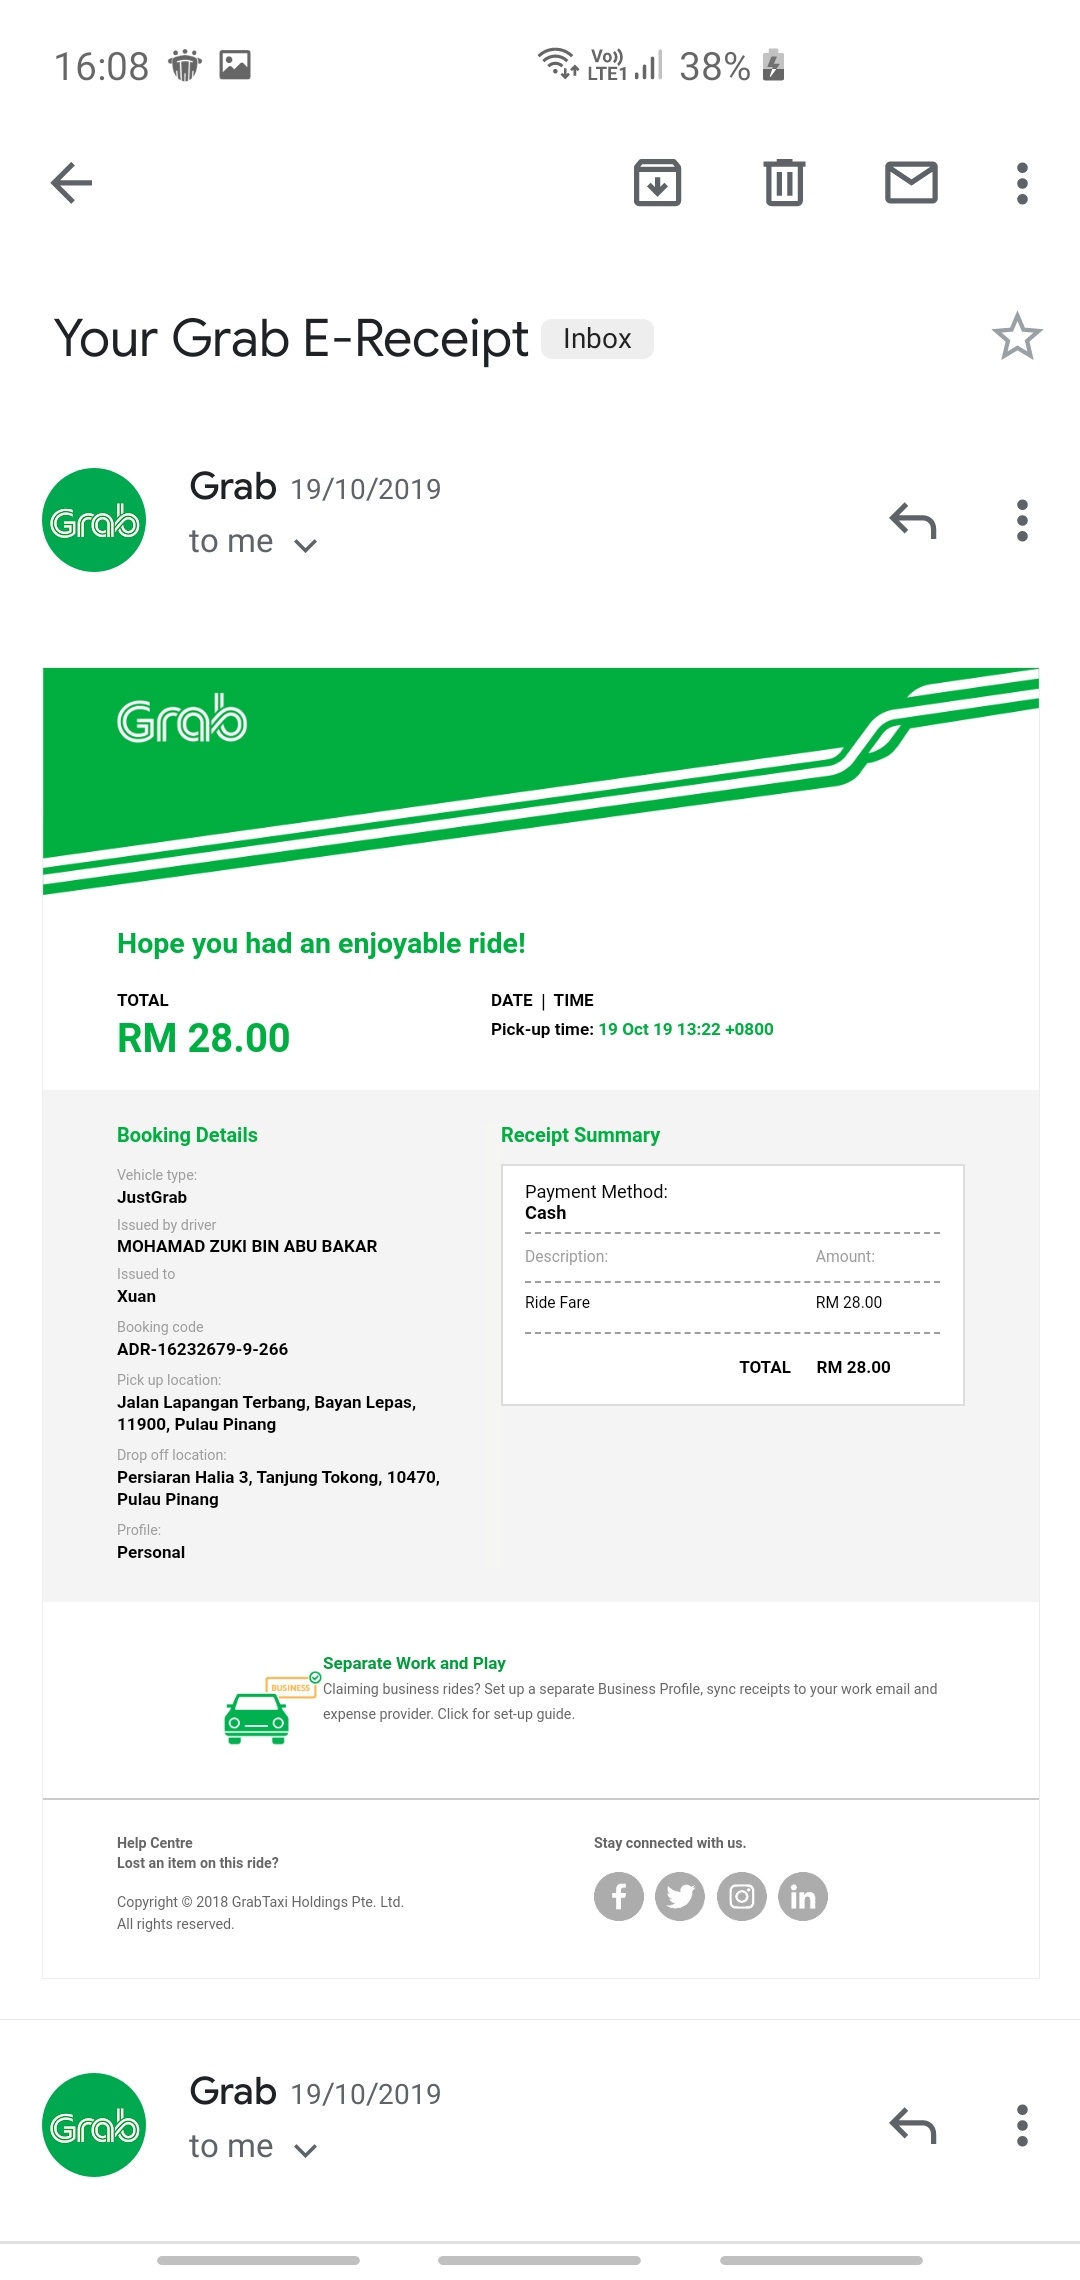 16:08
Vo)) LTE1 38%
Your Grab E-Receipt Inbox
Grab 19/10/2019
Grab
to me
Grab
Hope you had an enjoyable ride!
TOTAL
RM 28.00
DATE | TIME
Pick-up time: 19 Oct 19 13:22 +0800
Booking Details
Vehicle type:
JustGrab
Issued by driver
MOHAMAD ZUKI BIN ABU BAKAR
Issued to
Xuan
Booking code
ADR-16232679-9-266
Pick up location:
Jalan Lapangan Terbang, Bayan Lepas,
11900, Pulau Pinang
Drop off location:
Persiaran Halia 3, Tanjung Tokong, 10470,
Pulau Pinang
Profile:
Personal
Receipt Summary
Payment Method:
Cash
Description: Amount:
Ride Fare RM 28.00
TOTAL RM 28.00
BUSINESS
Separate Work and Play
Claiming business rides? Set up a separate Business Profile, sync receipts to your work email and
expense provider. Click for set-up guide.
Help Centre
Lost an item on this ride?
Copyright © 2018 GrabTaxi Holdings Pte. Ltd.
All rights reserved.
Stay connected with us.
f
in
Grab 19/10/2019
Grab
to me